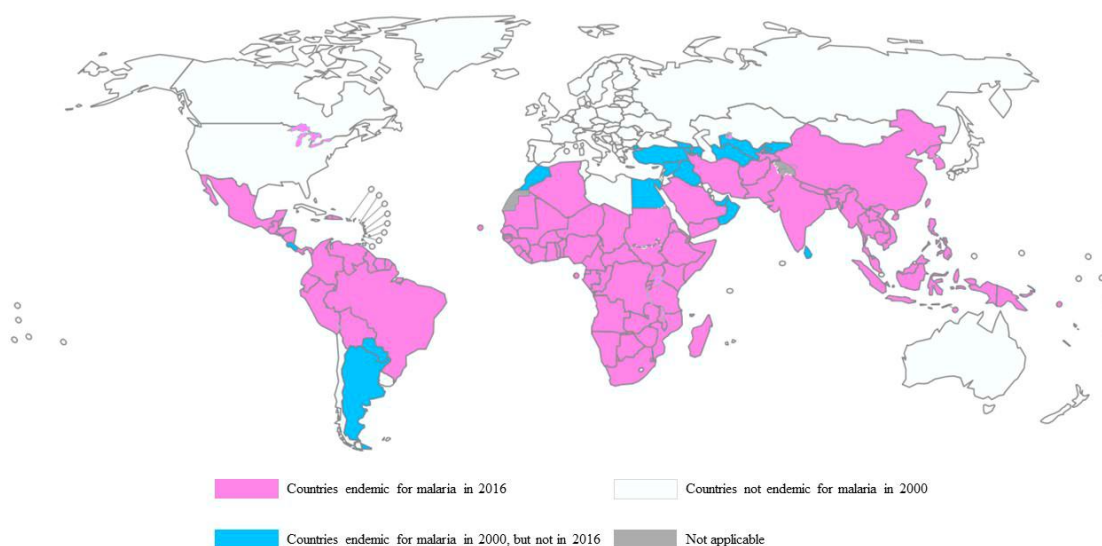 Countries endemic for malaria in 2016
Countries not endemic for malaria in 2000
Countries endemic for malaria in 2000, but not in 2016
Not applicable